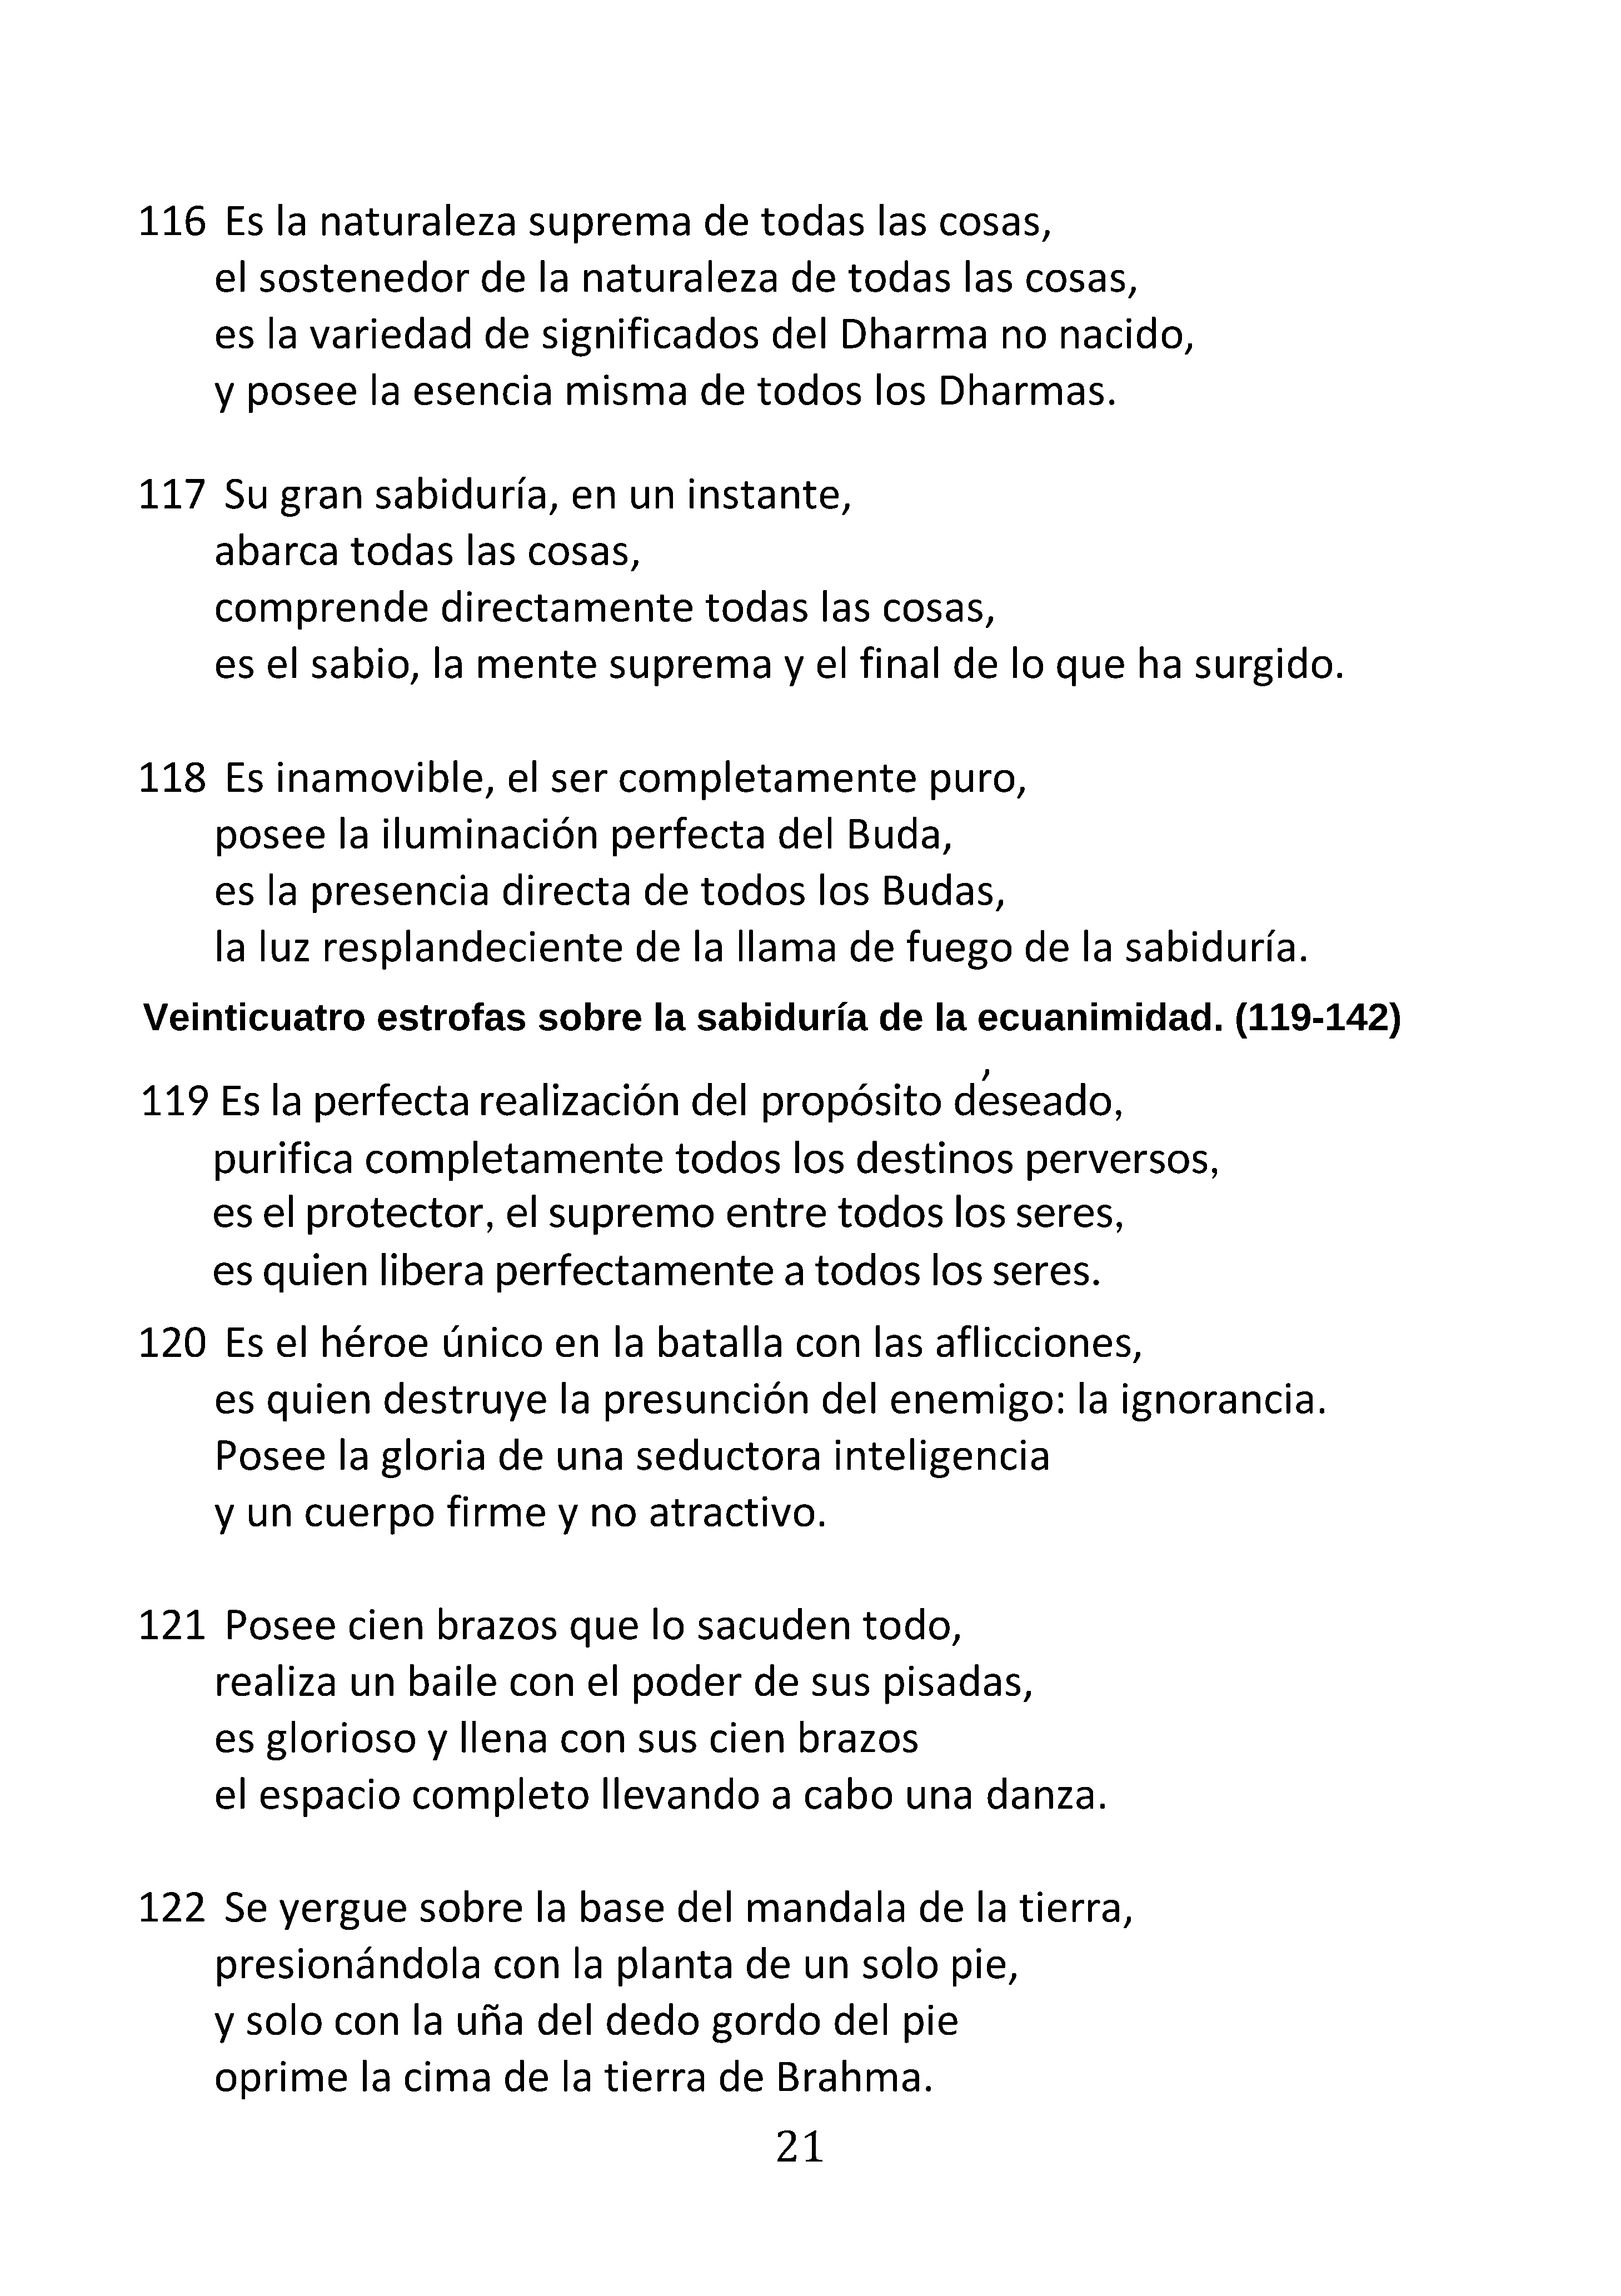 116 Es la naturaleza suprema de todas las cosas,
el sostenedor de la naturaleza de todas las cosas,
es la variedad de significados del Dharma no nacido,
y posee la esencia misma de todos los Dharmas.
117 Su gran sabiduría, en un instante,
abarca todas las cosas,
comprende directamente todas las cosas,
es el sabio, la mente suprema y el final de lo que ha surgido.
118 Es inamovible, el ser completamente puro,
posee la iluminación perfecta del Buda,
es la presencia directa de todos los Budas,
la luz resplandeciente de la llama de fuego de la sabiduría.
Veinticuatro estrofas sobre la sabiduría de la ecuanimidad. (119-142)
119 Es la perfecta realización del propósito deseado,
purifica completamente todos los destinos perversos,
es el protector, el supremo entre todos los seres,
es quien libera perfectamente a todos los seres.
120 Es el héroe único en la batalla con las aflicciones,
es quien destruye la presunción del enemigo: la ignorancia.
Posee la gloria de una seductora inteligencia
y un cuerpo firme y no atractivo.
121 Posee cien brazos que lo sacuden todo,
realiza un baile con el poder de sus pisadas,
es glorioso y llena con sus cien brazos
el espacio completo llevando a cabo una danza.
122 Se yergue sobre la base del mandala de la tierra,
presionándola con la planta de un solo pie,
y solo con la uña del dedo gordo del pie
oprime la cima de la tierra de Brahma.
21